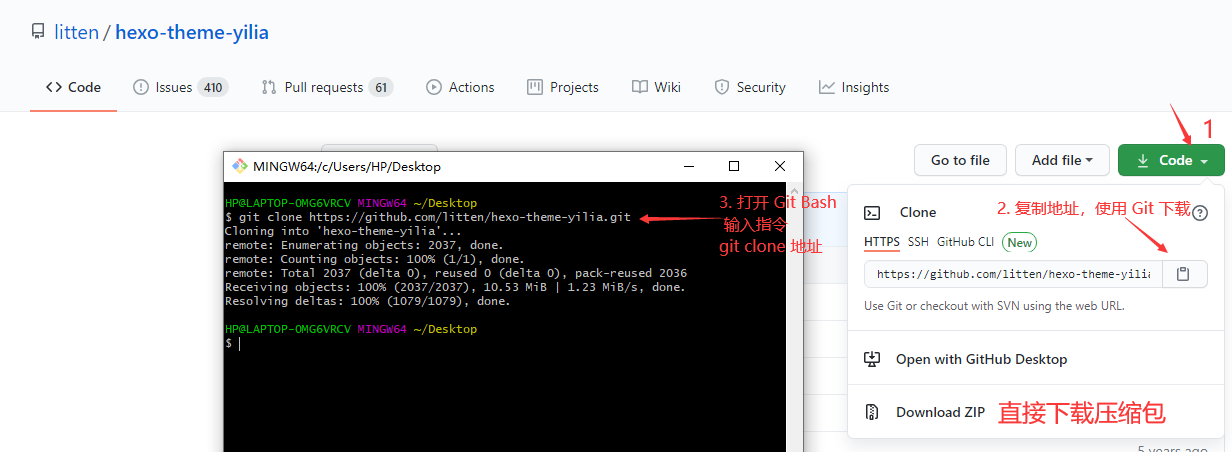 litten / hexo-theme-yilia
Code Issues 410 Pull requests 61 Actions Projects Wiki Security Insights
1
Go to file Add file Code
MINGW64:/c/Users/HP/Desktop
HP@LAPTOP-0MG6VRCV MINGW64 ~/Desktop
$ git clone https://github.com/litten/hexo-theme-yilia.git
Cloning into 'hexo-theme-yilia'...
remote: Enumerating objects: 2037, done.
remote: Counting objects: 100% (1/1), done.
remote: Total 2037 (delta 0), reused 0 (delta 0), pack-reused 2036
Receiving objects: 100% (2037/2037), 10.53 MiB | 1.23 MiB/s, done.
Resolving deltas: 100% (1079/1079), done.
HP@LAPTOP-0MG6VRCV MINGW64 ~/Desktop
$
3. 打开 Git Bash
输入指令
git clone 地址
Clone
2. 复制地址，使用 Git 下载
HTTPS SSH GitHub CLI New
https://github.com/litten/hexo-theme-yilia
Use Git or checkout with SVN using the web URL.
Open with GitHub Desktop
Download ZIP 直接下载压缩包
5 years ago